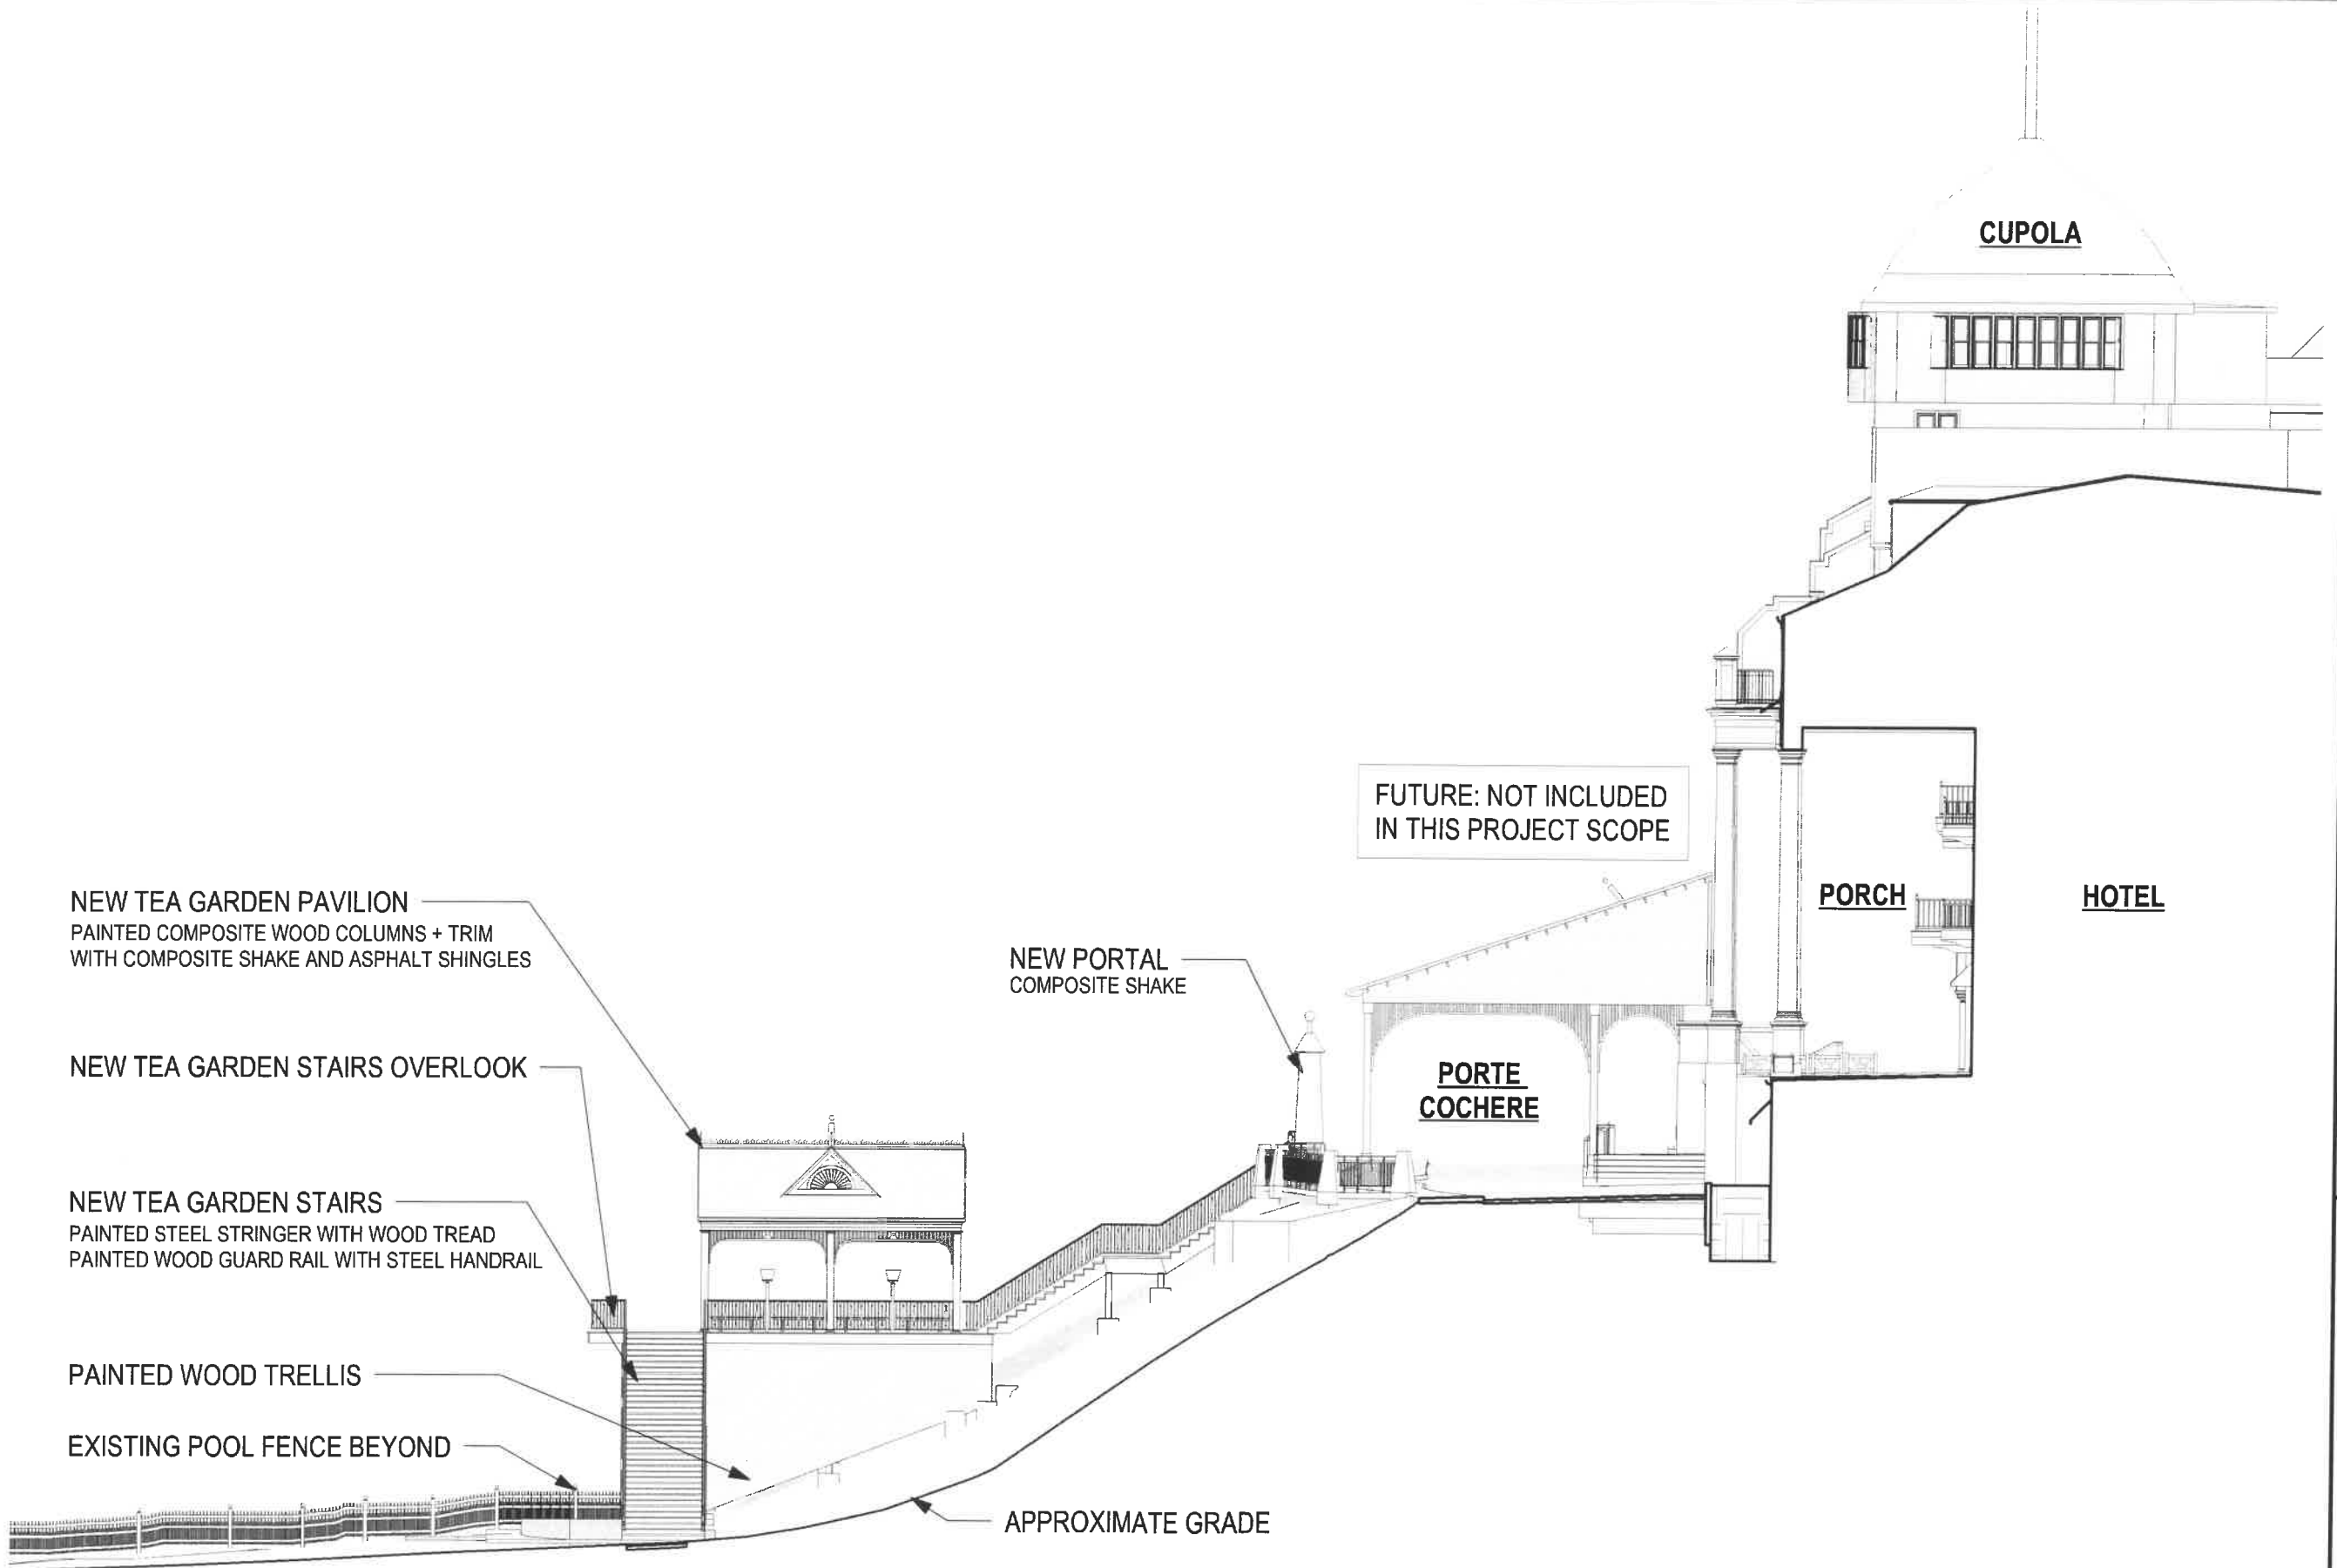 CUPOLA
FUTURE: NOT INCLUDED
IN THIS PROJECT SCOPE
PORCH
HOTEL
NEW TEA GARDEN PAVILION
PAINTED COMPOSITE WOOD COLUMNS + TRIM
WITH COMPOSITE SHAKE AND ASPHALT SHINGLES
NEW PORTAL
COMPOSITE SHAKE
NEW TEA GARDEN STAIRS OVERLOOK
PORTE
COCHERE
NEW TEA GARDEN STAIRS
PAINTED STEEL STRINGER WITH WOOD TREAD
PAINTED WOOD GUARD RAIL WITH STEEL HANDRAIL
PAINTED WOOD TRELLIS
EXISTING POOL FENCE BEYOND
APPROXIMATE GRADE